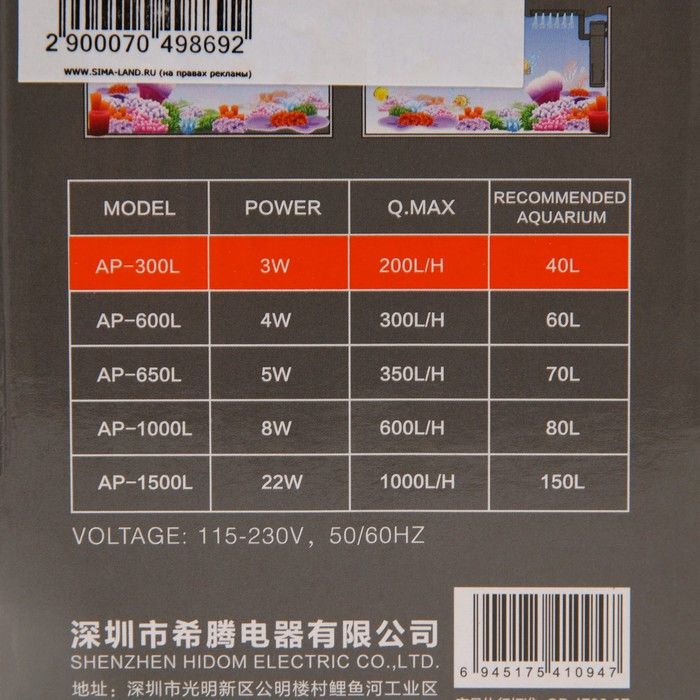 2 900070 498692
WWW.SIMA-LAND.RU (на правах рекламы)
MODEL POWER Q.MAX RECOMMENDED AQUARIUM
AP-300L 3W 200L/H 40L
AP-600L 4W 300L/H 60L
AP-650L 5W 350L/H 70L
AP-1000L 8W 600L/H 80L
AP-1500L 22W 1000L/H 150L
VOLTAGE: 115-230V, 50/60HZ
深圳市希腾电器有限公司
SHENZHEN HIDOM ELECTRIC CO.,LTD.
地址：深圳市光明新区公明楼村鲤鱼河工业区
6 945175 410947